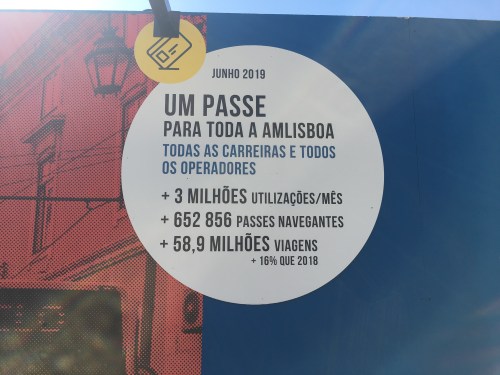 JUNHO 2019
UM PASSE
PARA TODA A AMLISBOA
TODAS AS CARREIRAS E TODOS
OS OPERADORES
+ 3 MILHÕES UTILIZAÇÕES/MÊS
+ 652 856 PASSES NAVEGANTES
+ 58,9 MILHÕES VIAGENS
+ 16% QUE 2018